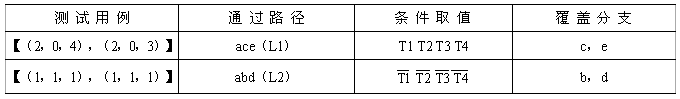 测试用例 通过路径 条件取值 覆盖分支
【(2,0,4),(2,0,3)】 ace(L1) T1 T2 T3 T4 c,e
【(1,1,1),(1,1,1)】 abd(L2) T̅1̅ T̅2̅ T̅3̅ T̅4̅ b,d